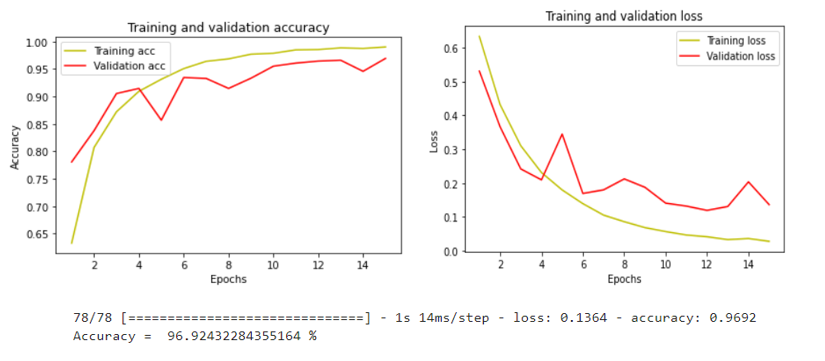 Training and validation accuracy
1.00
0.95
0.90
0.85
0.80
0.75
0.70
0.65
Accuracy
Training acc
Validation acc
2 4 6 8 10 12 14
Epochs
Training and validation loss
0.6
0.5
0.4
0.3
0.2
0.1
0.0
Loss
Training loss
Validation loss
2 4 6 8 10 12 14
Epochs
78/78 [==============================] - 1s 14ms/step - loss: 0.1364 - accuracy: 0.9692
Accuracy =  96.92432284355164 %